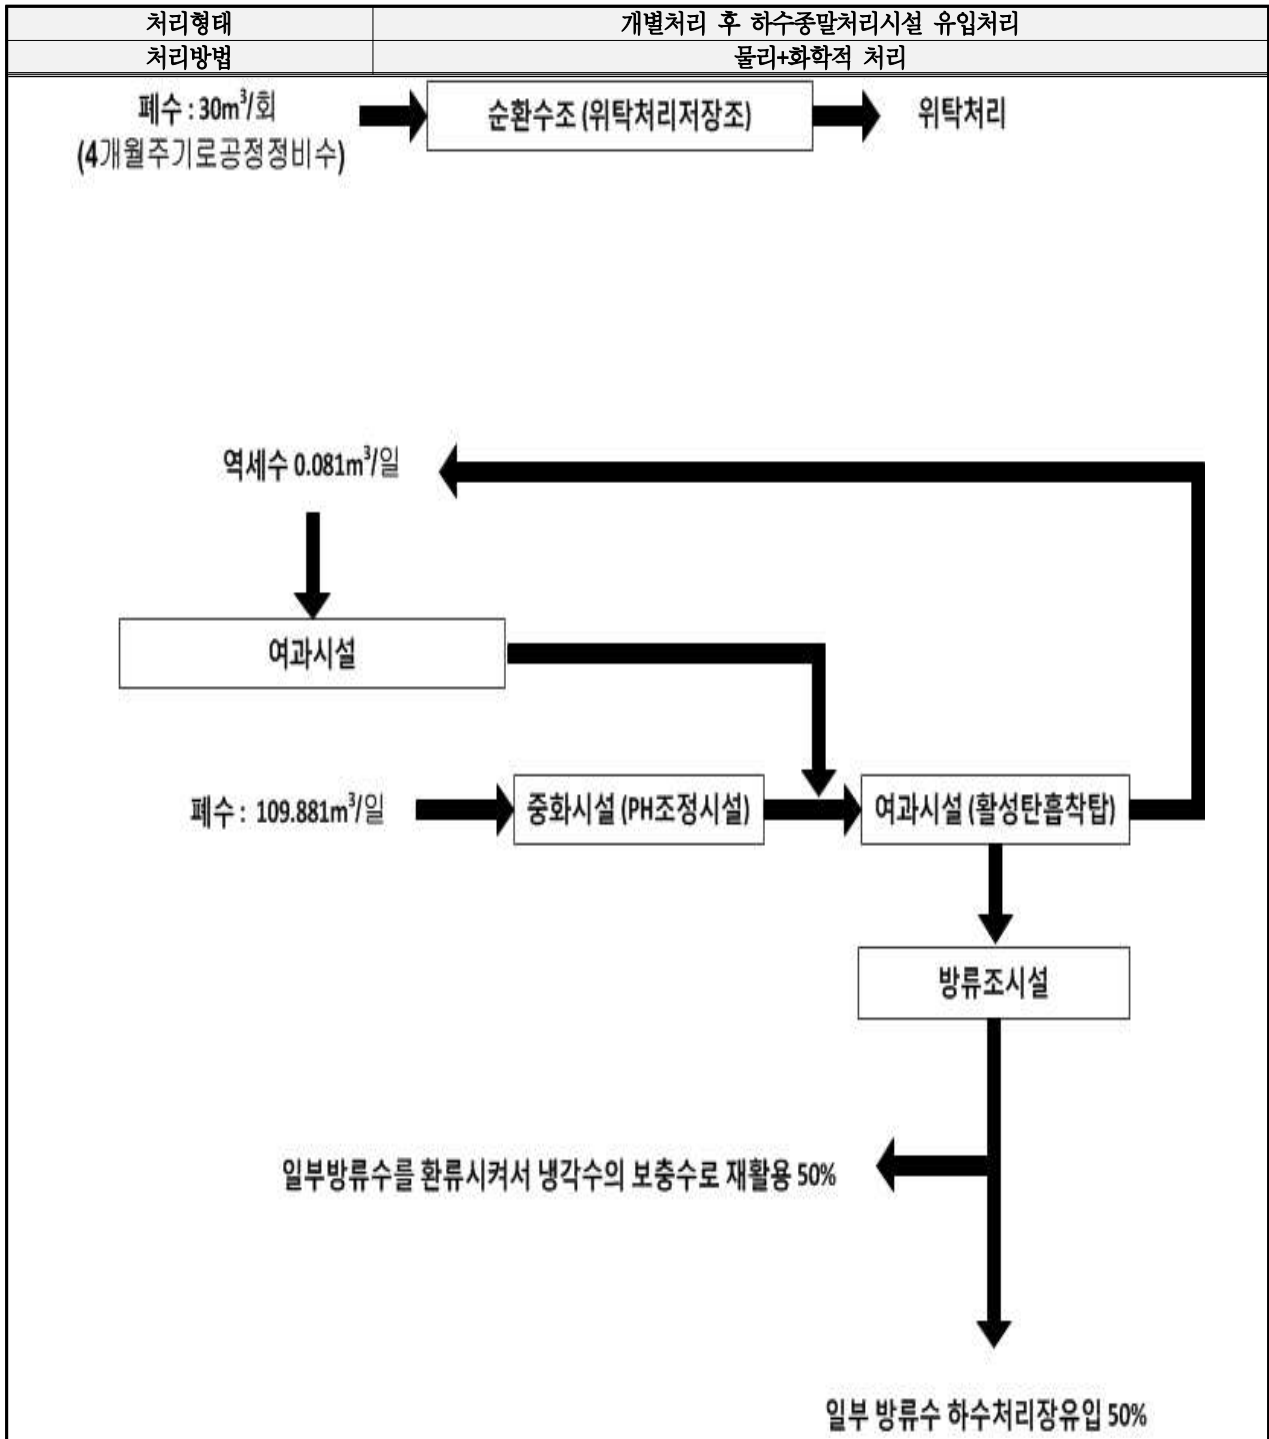 처리형태 개별처리 후 하수종말처리시설 유입처리
처리방법 물리+화학적 처리
폐수 : 30m³/회 순환수조 (위탁처리저장조) 위탁처리
(4개월주기로공정정비수)
역세수 0.081m³/일
여과시설
폐수 : 109.881m³/일 중화시설 (PH조정시설) 여과시설 (활성탄흡착탑)
방류조시설
일부방류수를 환류시켜서 냉각수의 보충수로 재활용 50%
일부 방류수 하수처리장유입 50%